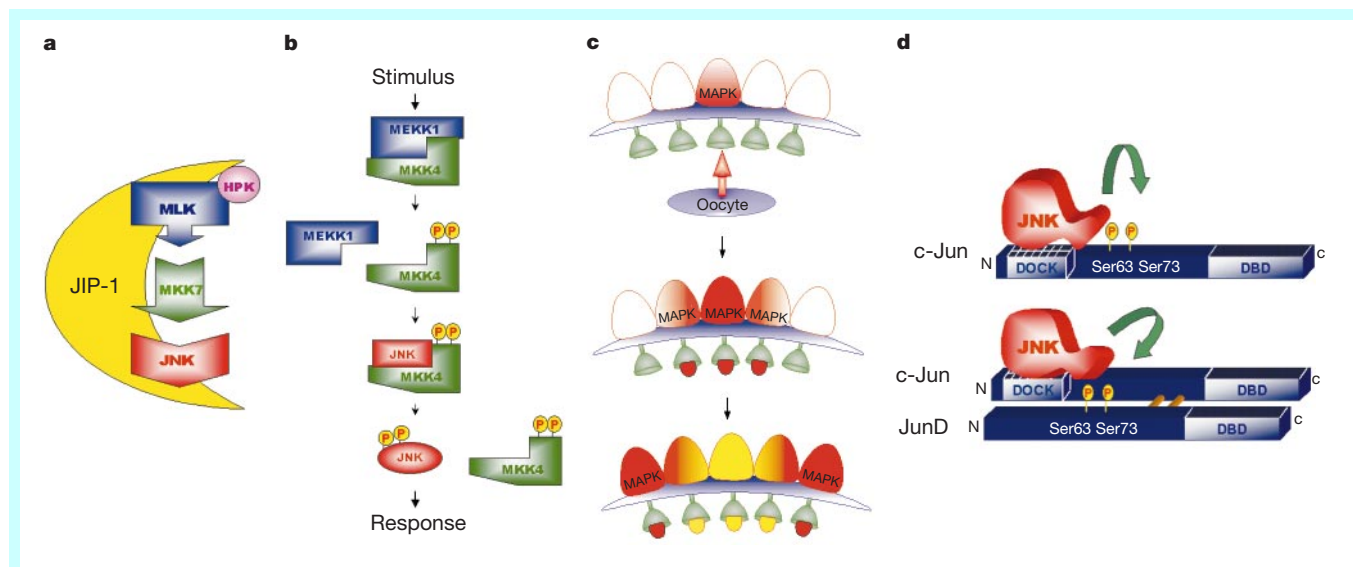 a
HPK
MLK
JIP-1
MKK7
JNK
b
Stimulus
MEKK1
MKK4
P P
MEKK1
MKK4
P P
JNK
MKK4
P P
P P
JNK
MKK4
Response
c
MAPK
Oocyte
MAPK MAPK MAPK
MAPK MAPK
d
JNK
P P
c-Jun
N DOCK Ser63 Ser73 DBD c
JNK
c-Jun
N DOCK DBD c
P P
JunD
N Ser63 Ser73 DBD c